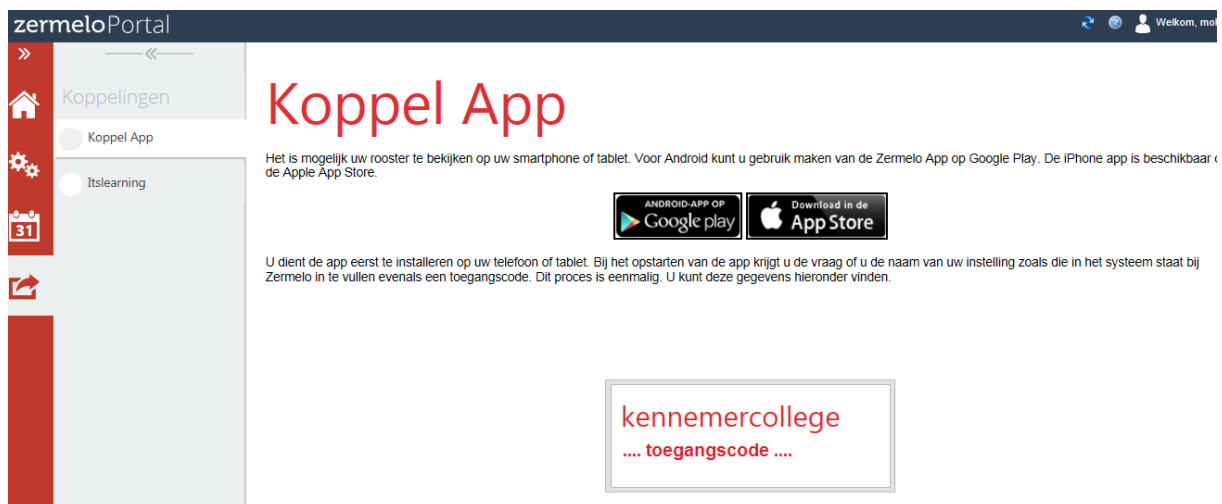 zermeloPortal
Welkom, mol
Koppelingen
Koppel App
Itslearning
31
Koppel App
Het is mogelijk uw rooster te bekijken op uw smartphone of tablet. Voor Android kunt u gebruik maken van de Zermelo App op Google Play. De iPhone app is beschikbaar
de Apple App Store.
ANDROID-APP OP
Google play
Download in de
App Store
U dient de app eerst te installeren op uw telefoon of tablet. Bij het opstarten van de app krijgt u de vraag of u de naam van uw instelling zoals die in het systeem staat bij
Zermelo in te vullen evenals een toegangscode. Dit proces is eenmalig. U kunt deze gegevens hieronder vinden.
kennemercollege
.... toegangscode ....